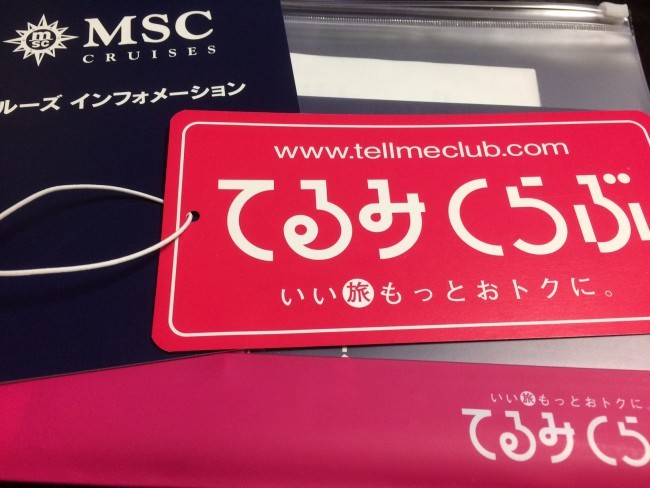 msc
MSC
CRUISES
ルーズ インフォメーション
www.tellmeclub.com
てるみくらぶ
いい旅もっとおトクに。
いい旅もっとおトクに。
てるみくら